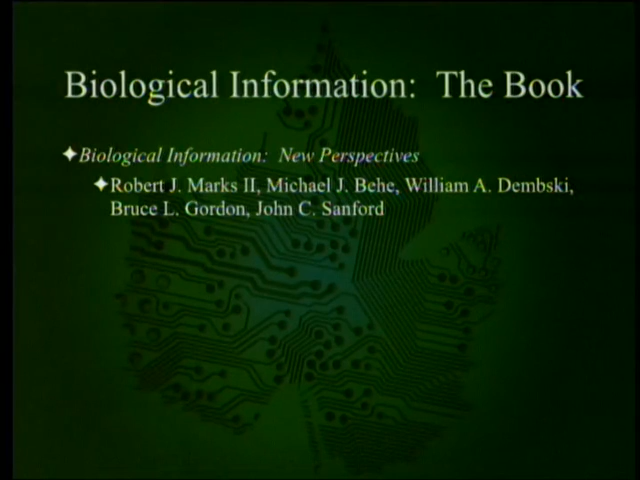 Biological Information: The Book
Biological Information: New Perspectives
Robert J. Marks II, Michael J. Behe, William A. Dembski,
Bruce L. Gordon, John C. Sanford